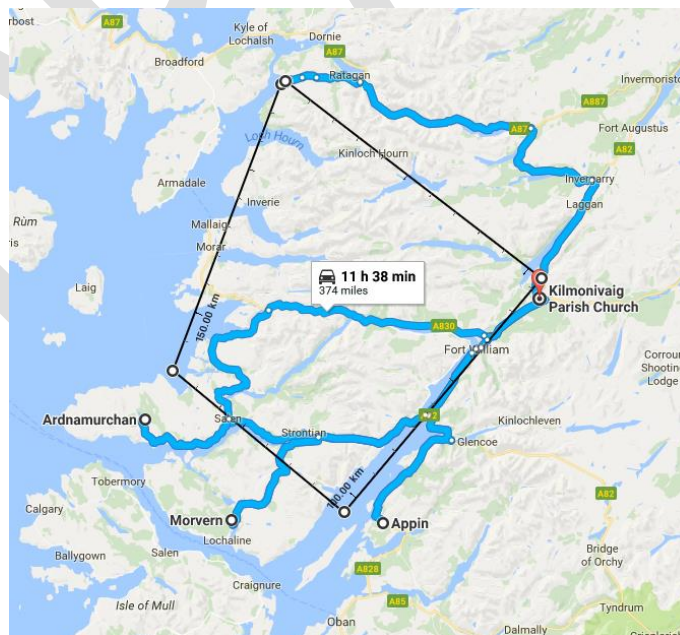 A87
Kyle of
Lochalsh
Dornie
Broadford
A87
Ratagan
Invermoris
A887
A87
Fort Augustus
Loch Hourn
Kinloch Hourn
A82
Armadale
Invergarry
Laggan
Inverie
Mallaig
Rùm
Morar
11 h 38 min
374 miles
Laig
Kilmonivaig
Parish Church
150.00 km
A830
Fort William
Corrour
Shooting
Lodge
Ardnamurchan
Salen
Strontian
Kinlochleven
Glencoe
Tobermory
100.00 km
A82
Calgary
Morvern
Appin
Salen
Lochaline
Ballygown
Bridge
of Orchy
A828
Craignure
Isle of Mull
A85
Tyndrum
Oban
Dalmally